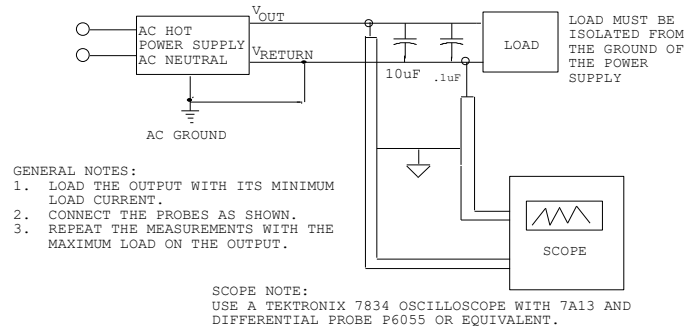 V OUT
AC HOT
POWER SUPPLY
AC NEUTRAL
V RETURN
10uF
.1uF
LOAD
LOAD MUST BE
ISOLATED FROM
THE GROUND OF
THE POWER
SUPPLY
AC GROUND
GENERAL NOTES:
1. LOAD THE OUTPUT WITH ITS MINIMUM
LOAD CURRENT.
2. CONNECT THE PROBES AS SHOWN.
3. REPEAT THE MEASUREMENTS WITH THE
MAXIMUM LOAD ON THE OUTPUT.
SCOPE
SCOPE NOTE:
USE A TEKTRONIX 7834 OSCILLOSCOPE WITH 7A13 AND
DIFFERENTIAL PROBE P6055 OR EQUIVALENT.